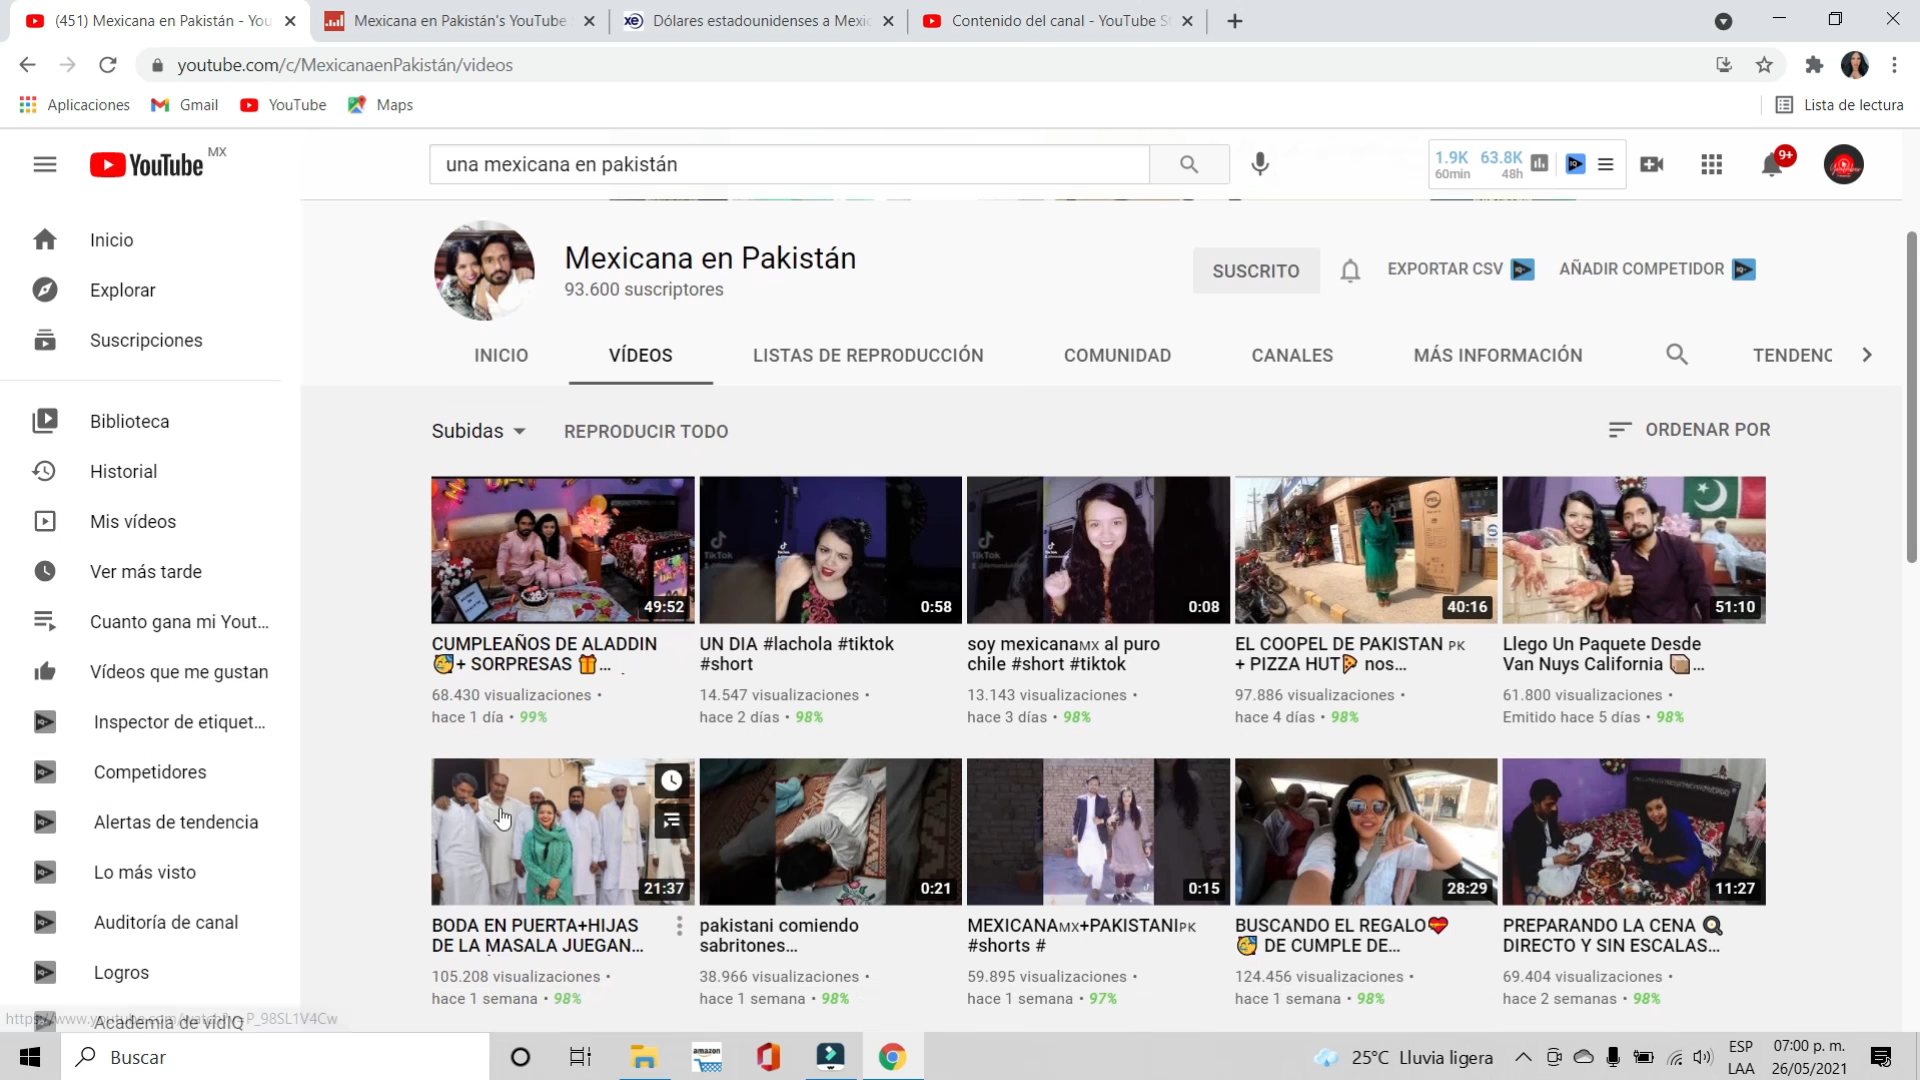 (451) Mexicana en Pakistán - You
Mexicana en Pakistán's YouTube
Dólares estadounidenses a Mexic
Contenido del canal - YouTube S
youtube.com/c/MexicanaenPakistán/videos
Aplicaciones
Gmail
YouTube
Maps
Lista de lectura
YouTube MX
una mexicana en pakistán
1.9K 63.8K
60min 48h
9+
Inicio
Explorar
Suscripciones
Biblioteca
Historial
Mis vídeos
Ver más tarde
Cuanto gana mi Yout...
Vídeos que me gustan
Inspector de etiquet...
Competidores
Alertas de tendencia
Lo más visto
Auditoría de canal
Logros
Academia de vidIQ
Mexicana en Pakistán
93.600 suscriptores
SUSCRITO
EXPORTAR CSV
AÑADIR COMPETIDOR
INICIO
VÍDEOS
LISTAS DE REPRODUCCIÓN
COMUNIDAD
CANALES
MÁS INFORMACIÓN
TENDENC
Subidas
REPRODUCIR TODO
ORDENAR POR
49:52
TikTok
0:58
TikTok
0:08
40:16
51:10
CUMPLEAÑOS DE ALADDIN
🥳+ SORPRESAS 🎁...
68.430 visualizaciones •
hace 1 día • 99%
UN DIA #lachola #tiktok
#short
14.547 visualizaciones •
hace 2 días • 98%
soy mexicana🇲🇽 al puro
chile #short #tiktok
13.143 visualizaciones •
hace 3 días • 98%
EL COOPEL DE PAKISTAN 🇵🇰
+ PIZZA HUT🍕 nos...
97.886 visualizaciones •
hace 4 días • 98%
Llego Un Paquete Desde
Van Nuys California 📦...
61.800 visualizaciones •
Emitido hace 5 días • 98%
21:37
0:21
0:15
28:29
11:27
BODA EN PUERTA+HIJAS
DE LA MASALA JUEGAN...
105.208 visualizaciones •
hace 1 semana • 98%
pakistani comiendo
sabritones...
38.966 visualizaciones •
hace 1 semana • 98%
MEXICANA🇲🇽+PAKISTANI🇵🇰
#shorts #
59.895 visualizaciones •
hace 1 semana • 97%
BUSCANDO EL REGALO💝
🥳 DE CUMPLE DE...
124.456 visualizaciones •
hace 1 semana • 98%
PREPARANDO LA CENA 🍳
DIRECTO Y SIN ESCALAS...
69.404 visualizaciones •
hace 2 semanas • 98%
Buscar
amazon
25°C Lluvia ligera
ESP
LAA
07:00 p. m.
26/05/2021